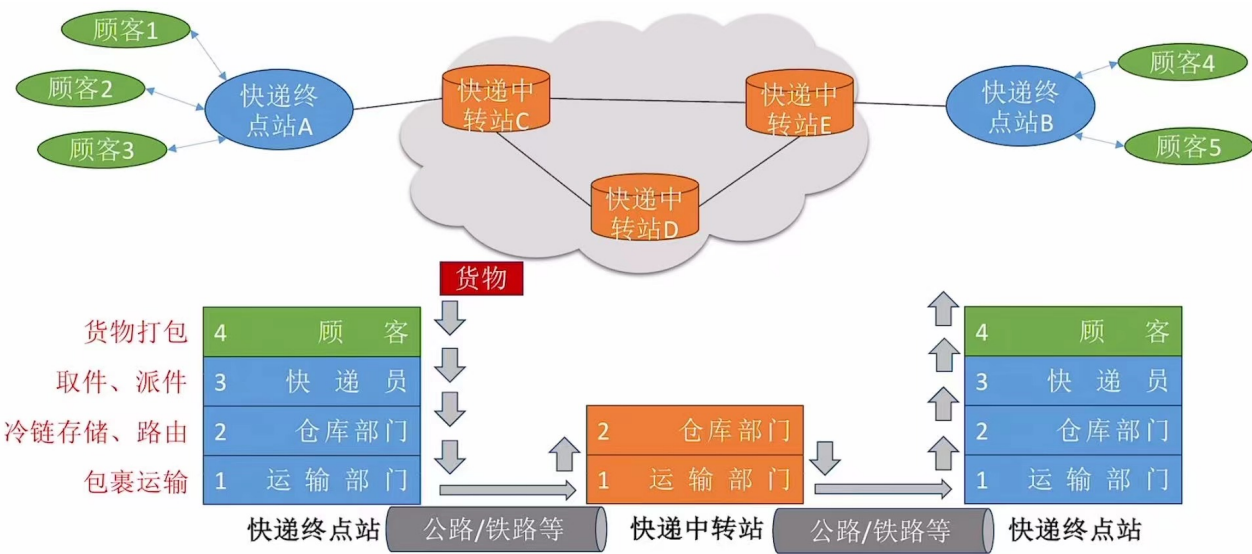 顾客1
顾客2
顾客3
快递终
点站A
快递中
转站C
快递中
转站E
快递中
转站D
快递终
点站B
顾客4
顾客5
货物
货物打包
4 顾 客
取件、派件
3 快 递 员
冷链存储、路由
2 仓库部门
包裹运输
1 运 输 部 门
快递终点站
公路/铁路等
2 仓库部门
1 运 输 部 门
快递中转站
公路/铁路等
4 顾 客
3 快 递 员
2 仓库部门
1 运 输 部 门
快递终点站